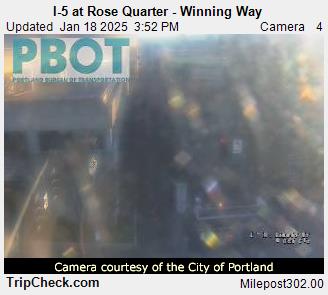 I-5 at Rose Quarter - Winning Way
Updated Jan 18 2025 3:52 PM Camera 4
PBOT
PORTLAND BUREAU OF TRANSPORTATION
Camera courtesy of the City of Portland
TripCheck.com Milepost302.00